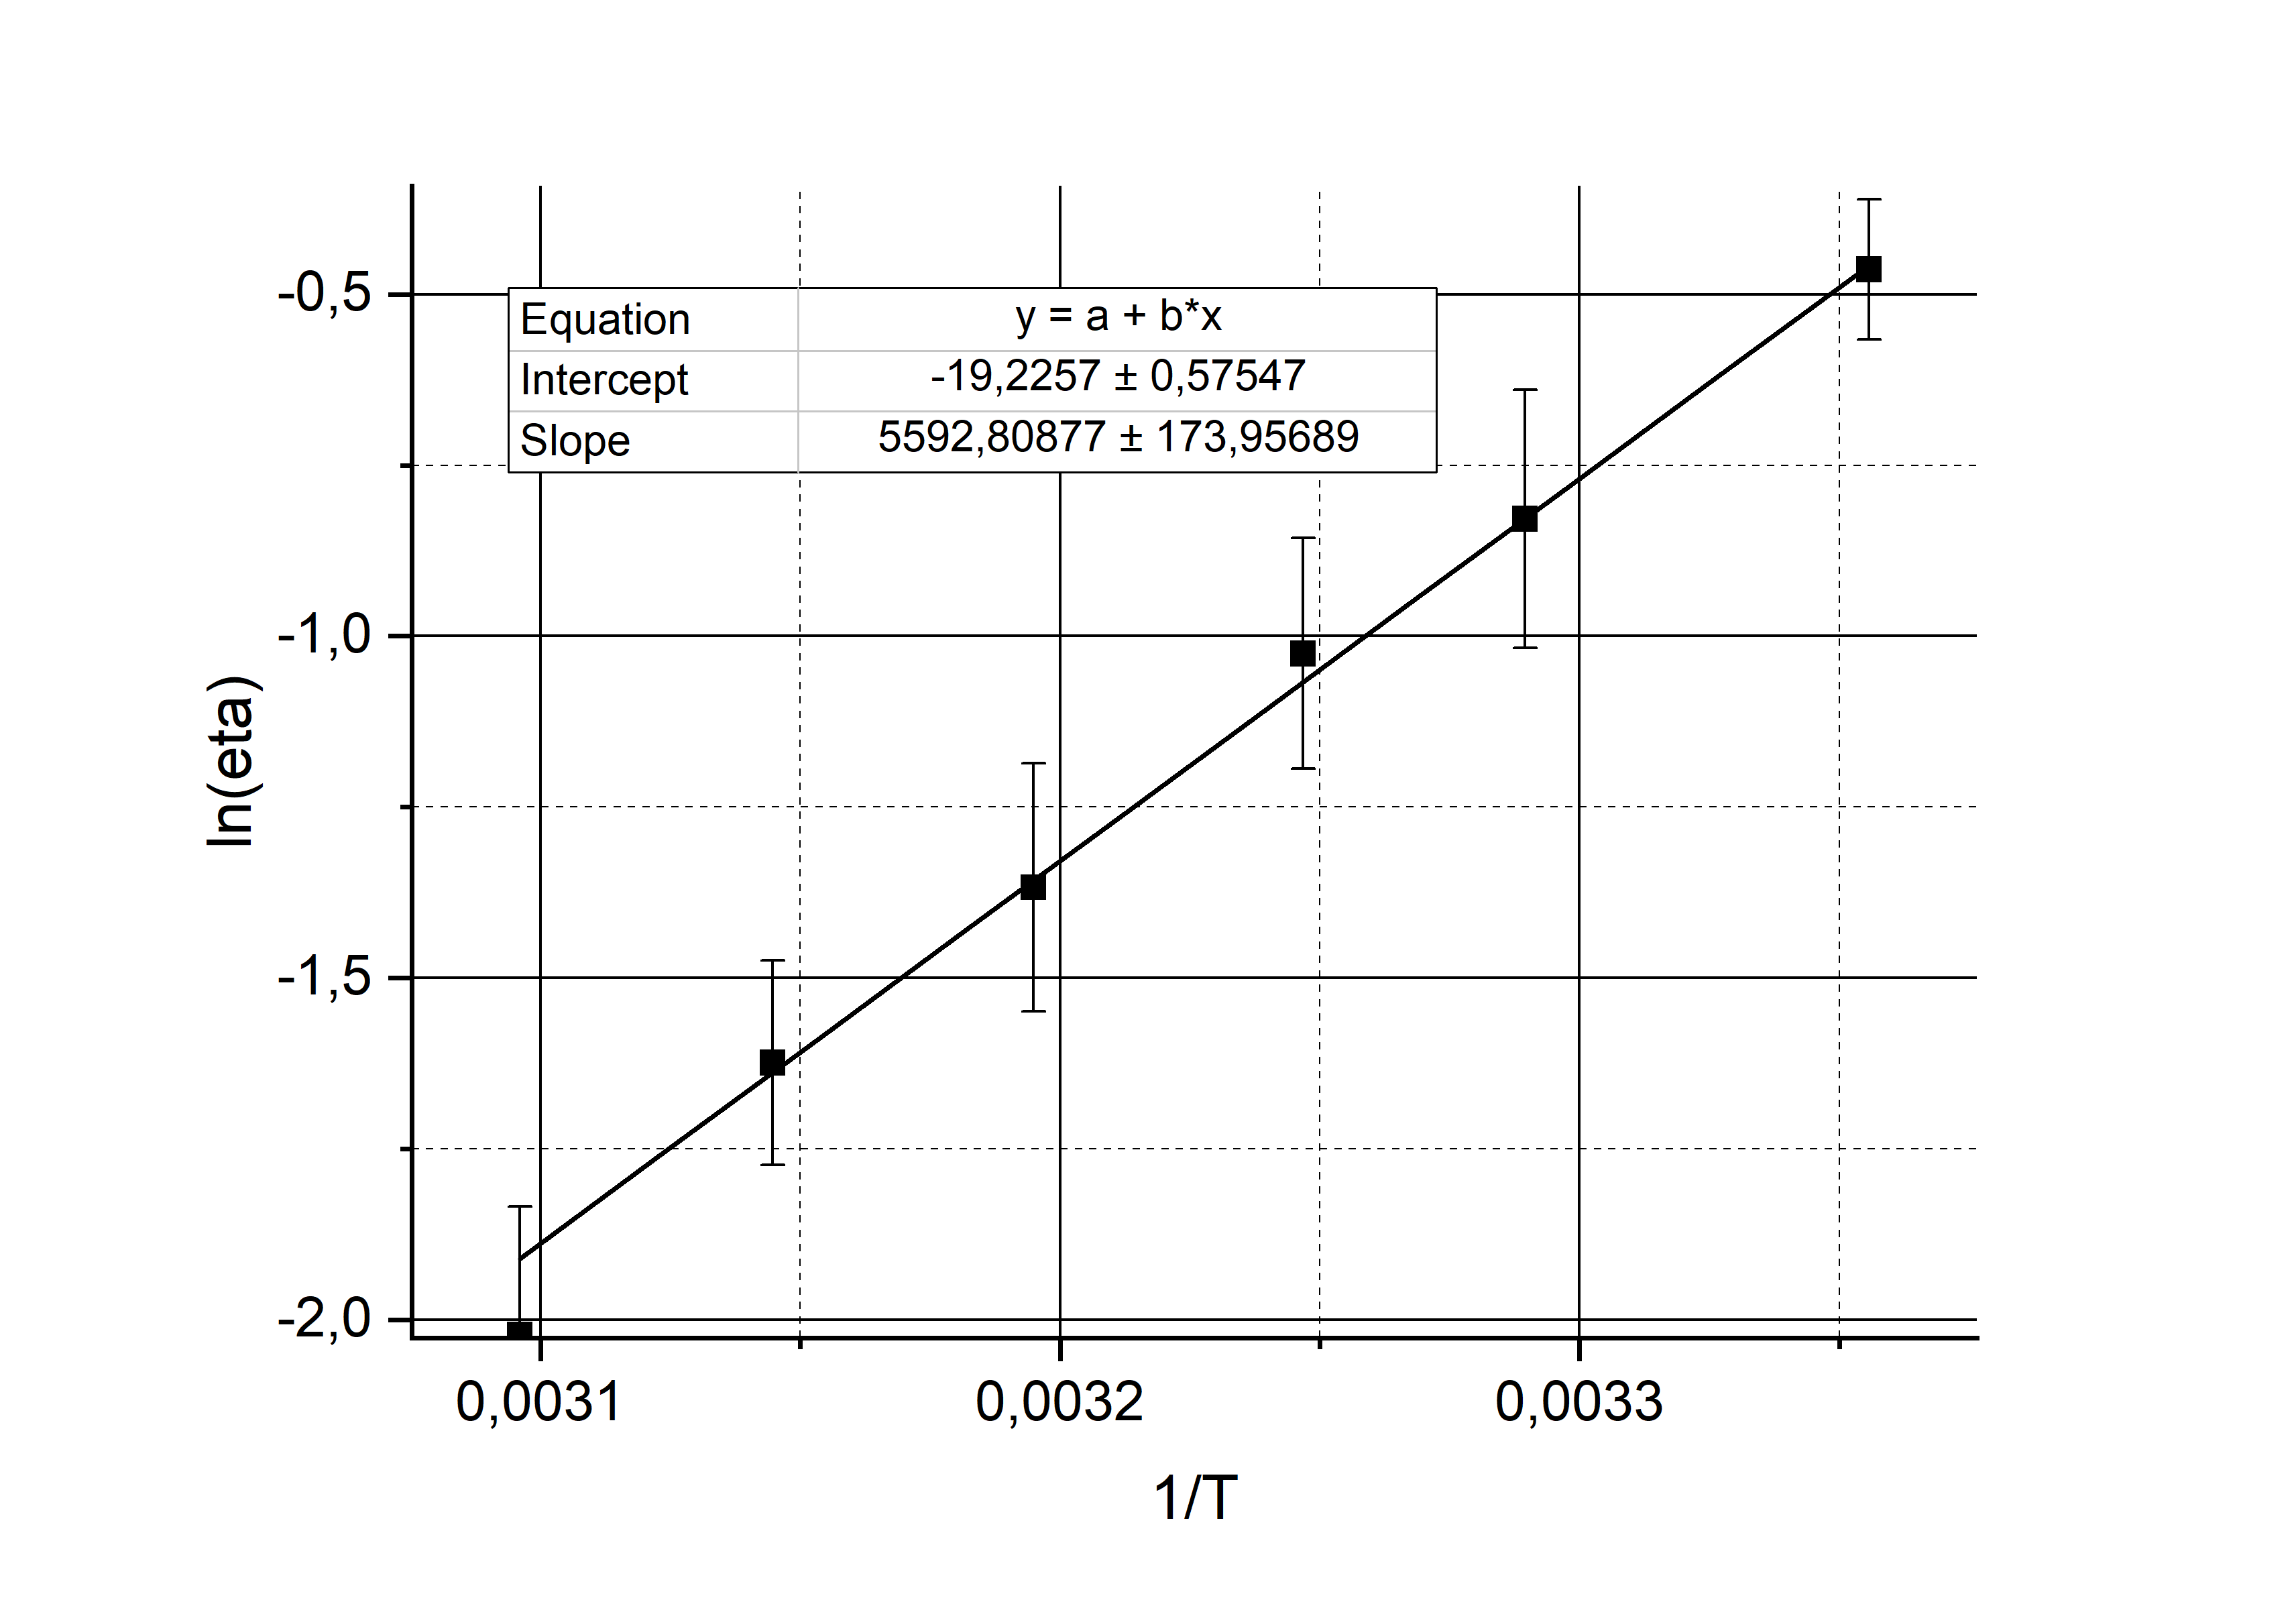 -0,5
Equation y = a + b*x
Intercept -19,2257 ± 0,57547
Slope 5592,80877 ± 173,95689
-1,0
ln(eta)
-1,5
-2,0
0,0031 0,0032 0,0033
1/T